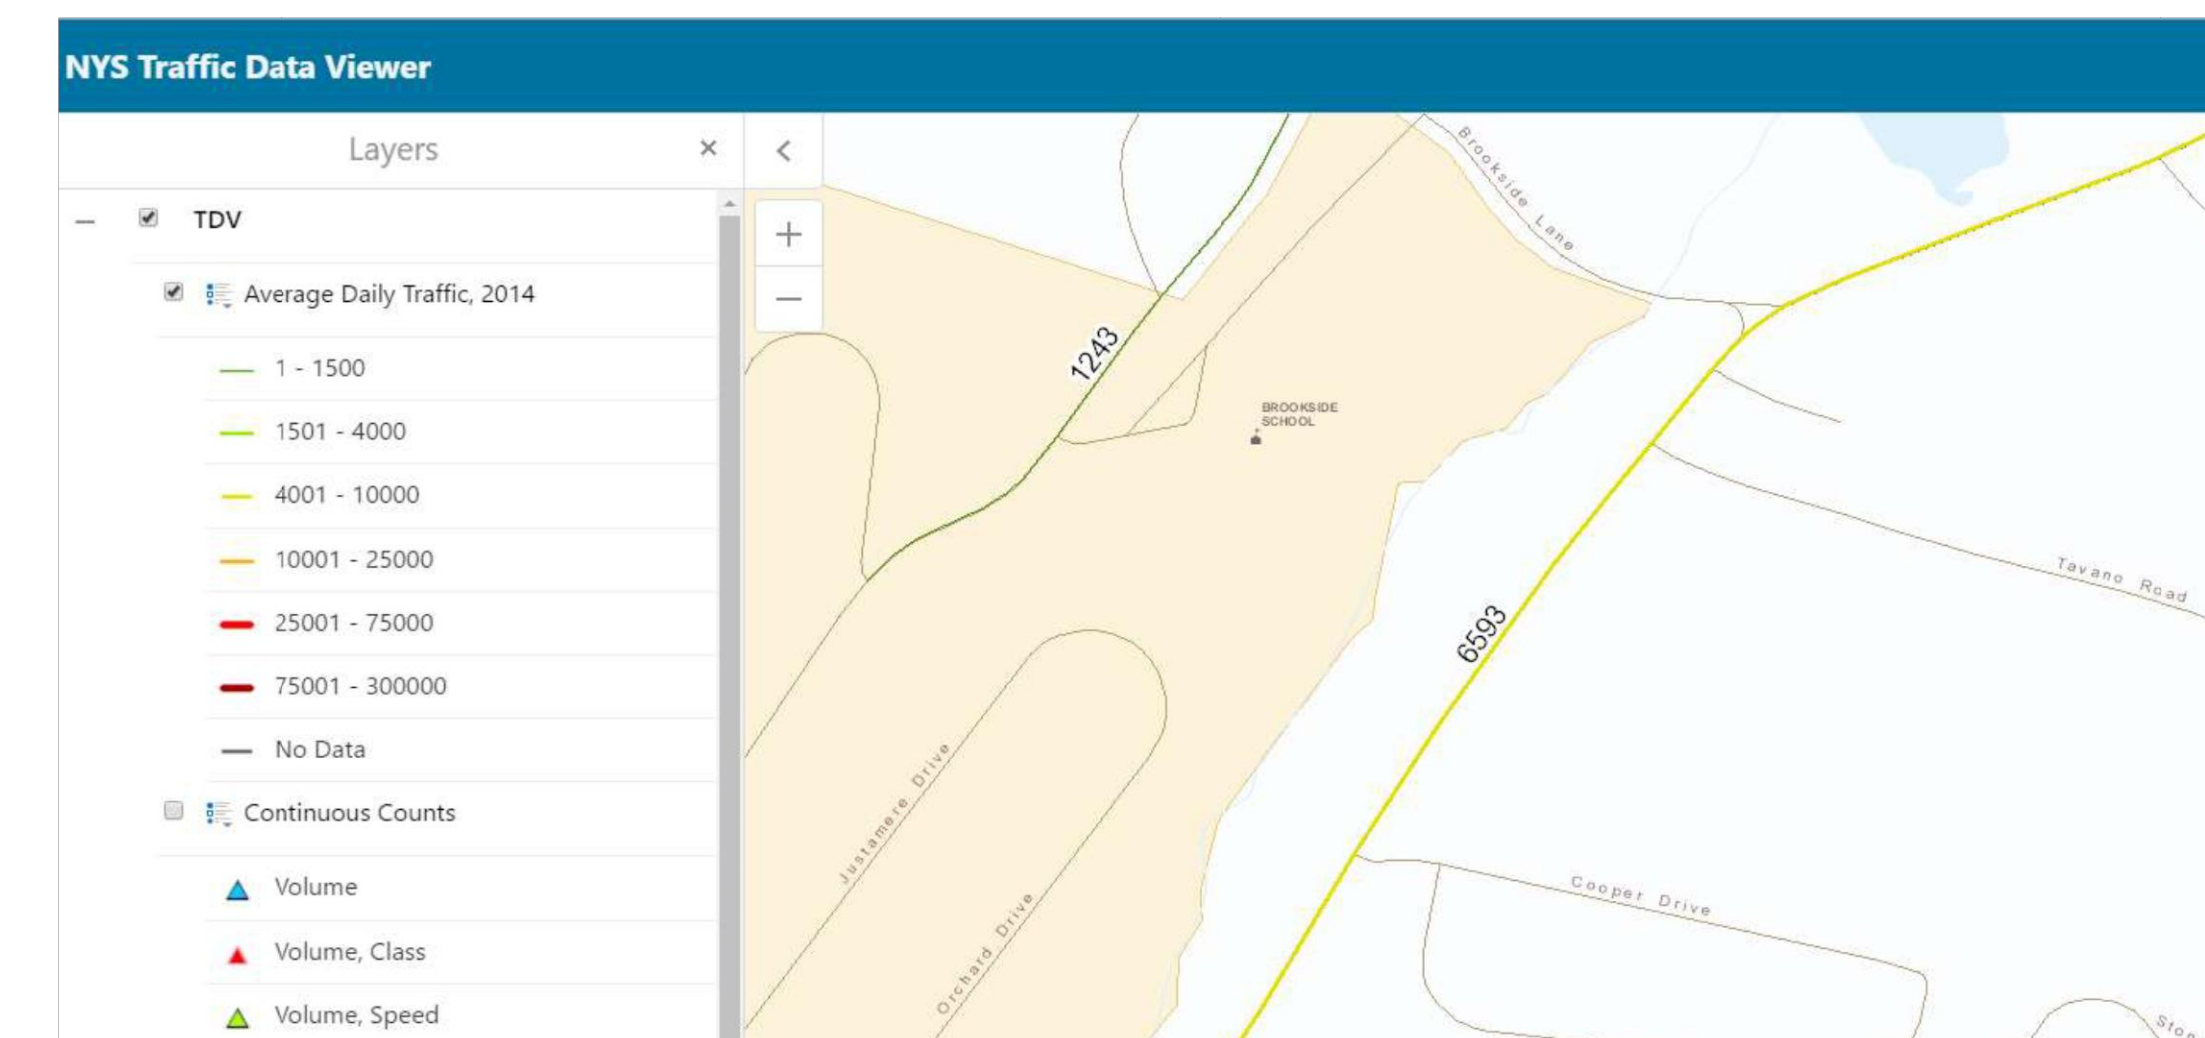 NYS Traffic Data Viewer
Layers
TDV
Average Daily Traffic, 2014
1 - 1500
1501 - 4000
4001 - 10000
10001 - 25000
25001 - 75000
75001 - 300000
No Data
Continuous Counts
Volume
Volume, Class
Volume, Speed
Brookside Lane
1243
BROOKSIDE
SCHOOL
Tavano Road
6593
Justamere Drive
Cooper Drive
Orchard Drive